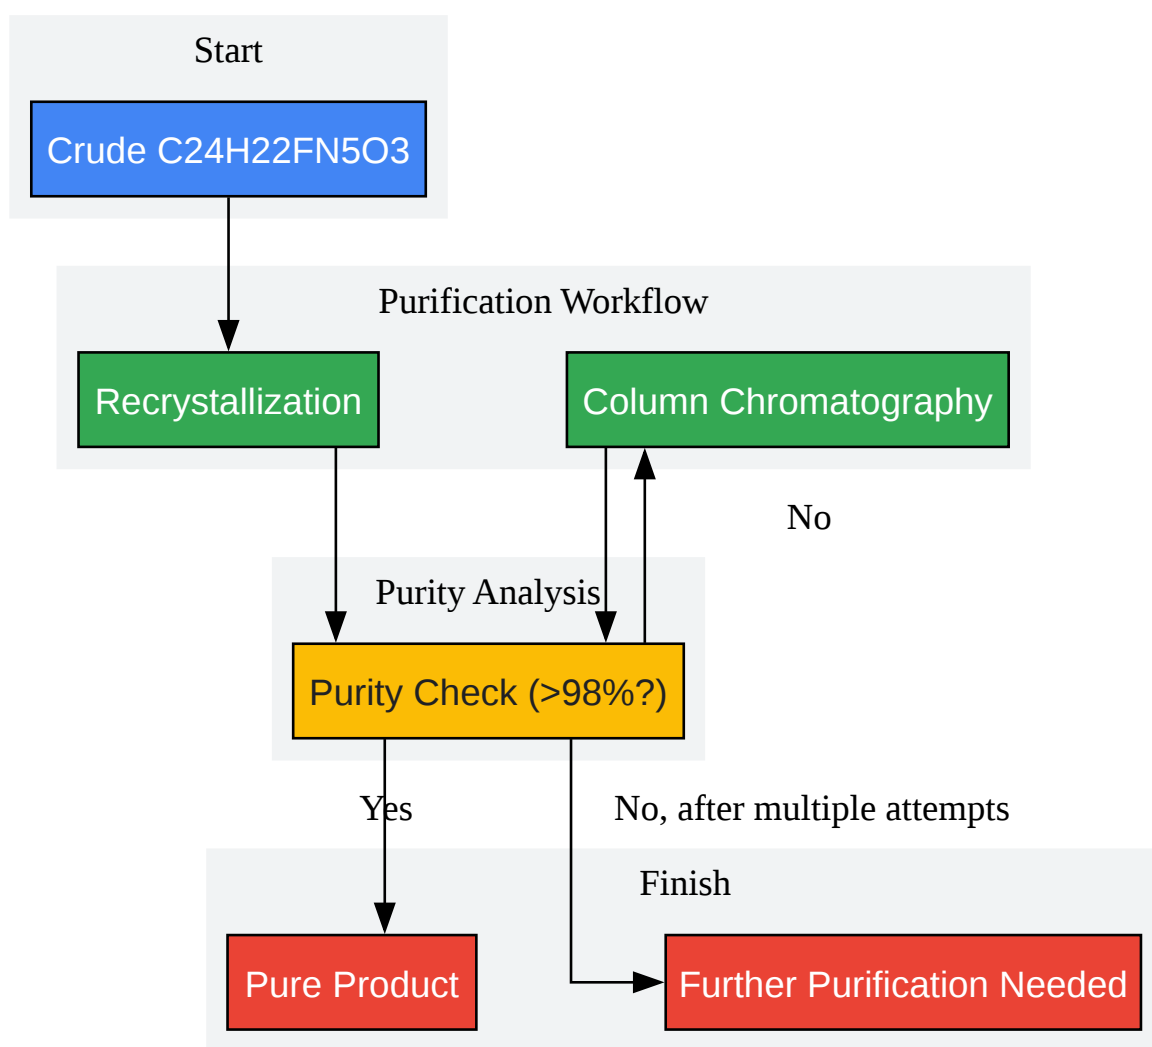 Start
Crude C24H22FN5O3
Purification Workflow
Recrystallization
Column Chromatography
No
Purity Analysis
Purity Check (>98%?)
Yes
No, after multiple attempts
Finish
Pure Product
Further Purification Needed